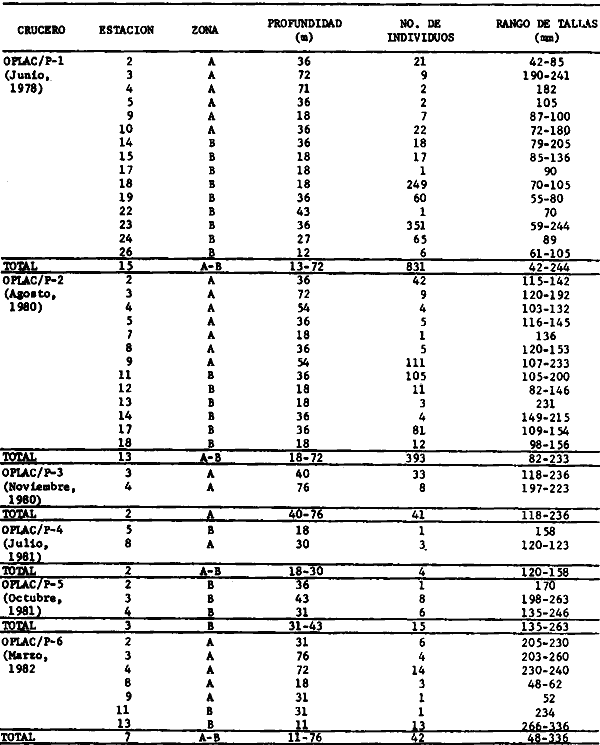 CRUCERO ESTACION ZONA PROFUNDIDAD (m) NO. DE INDIVIDUOS RANGO DE TALLAS (mm)
OPLAC/P-1 2 A 36 21 42-85
(Junio, 3 A 72 9 190-241
1978) 4 A 71 2 182
5 A 36 2 105
9 A 18 7 87-100
10 A 36 22 72-180
14 B 36 18 79-205
15 B 18 17 85-136
17 B 18 1 90
18 B 18 249 70-105
19 B 36 60 55-80
22 B 43 1 70
23 B 36 351 59-244
24 B 27 65 89
26 B 12 6 61-105
TOTAL 15 A-B 13-72 831 42-244
OPLAC/P-2 2 A 36 42 115-142
(Agosto, 3 A 72 9 120-192
1980) 4 A 54 4 103-132
5 A 36 5 116-145
7 A 18 1 136
8 A 36 5 120-153
9 A 54 111 107-233
11 B 36 105 105-200
12 B 18 11 82-146
13 B 18 3 231
14 B 36 4 149-215
17 B 36 81 109-154
18 B 18 12 98-156
TOTAL 13 A-B 18-72 393 82-233
OPLAC/P-3 3 A 40 33 118-236
(Noviembre, 4 A 76 8 197-223
1980)
TOTAL 2 A 40-76 41 118-236
OPLAC/P-4 5 B 18 1 158
(Julio, 8 A 30 3 120-123
1981)
TOTAL 2 A-B 18-30 4 120-158
OPLAC/P-5 2 B 36 1 170
(Octubre, 3 B 43 8 198-263
1981) 4 B 31 6 135-246
TOTAL 3 B 31-43 15 135-263
OPLAC/P-6 2 A 31 6 205-230
(Marzo, 3 A 76 4 203-260
1982 4 A 72 14 230-240
8 A 18 3 48-62
9 A 31 1 52
11 B 31 1 234
13 B 11 13 266-336
TOTAL 7 A-B 11-76 42 48-336